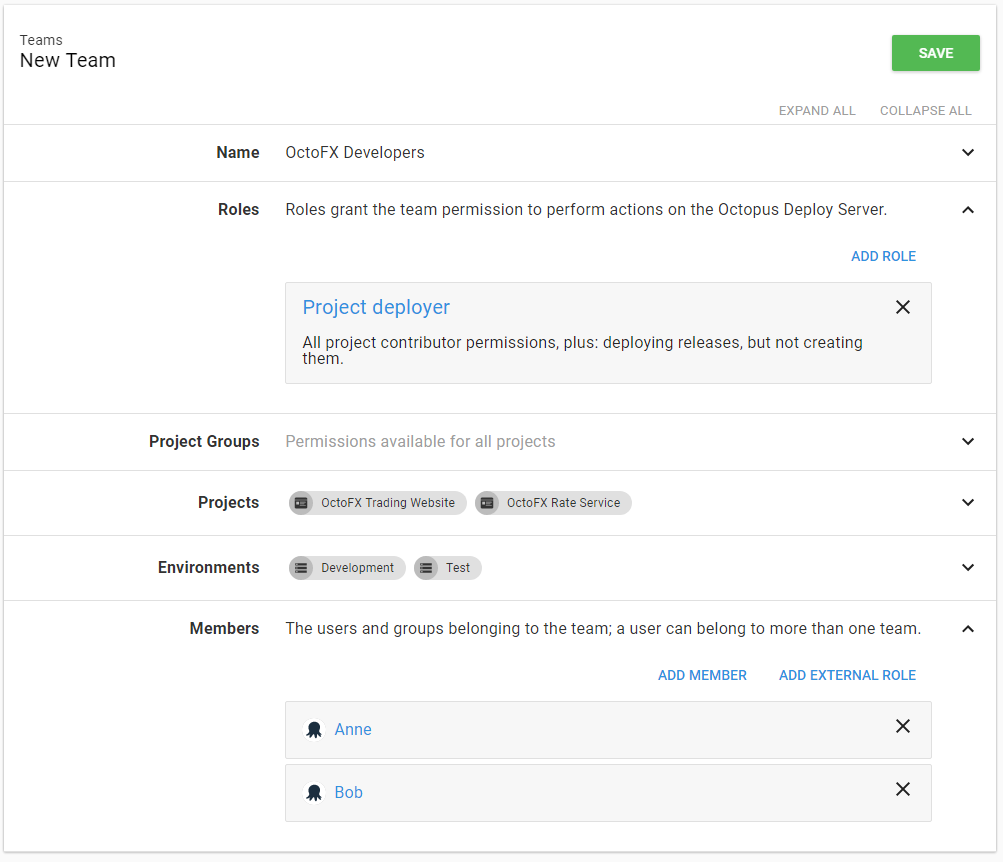 Teams
New Team
SAVE
EXPAND ALL COLLAPSE ALL
Name OctoFX Developers
Roles Roles grant the team permission to perform actions on the Octopus Deploy Server.
ADD ROLE
Project deployer
All project contributor permissions, plus: deploying releases, but not creating
them.
Project Groups Permissions available for all projects
Projects OctoFX Trading Website OctoFX Rate Service
Environments Development Test
Members The users and groups belonging to the team; a user can belong to more than one team.
ADD MEMBER ADD EXTERNAL ROLE
Anne
Bob